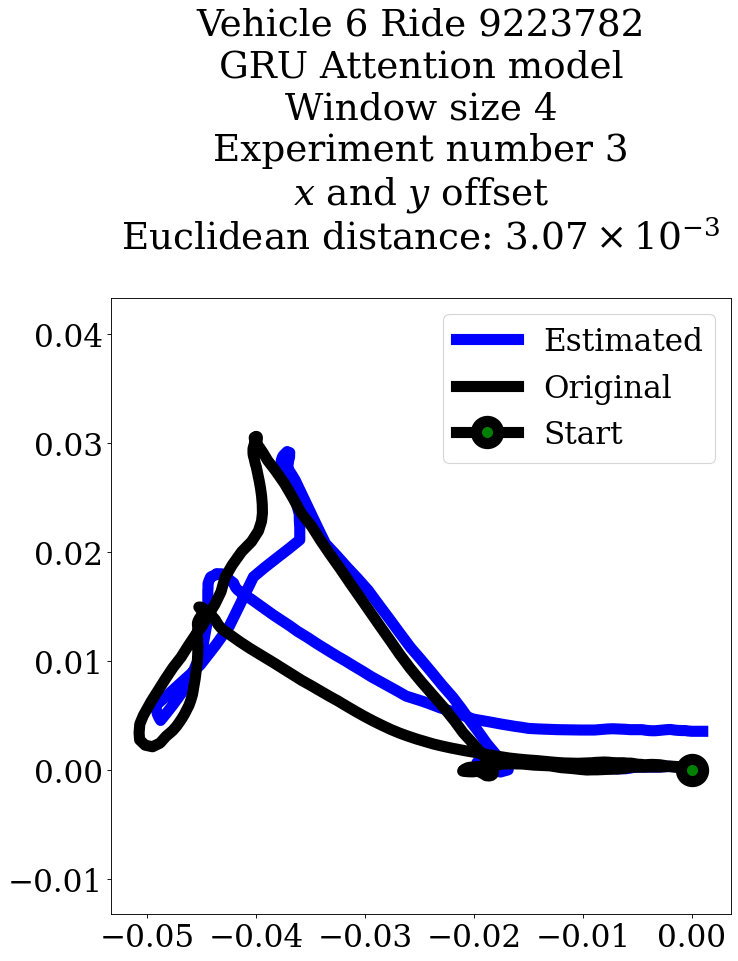 Vehicle 6 Ride 9223782
GRU Attention model
Window size 4
Experiment number 3
x and y offset
Euclidean distance: 3.07 × 10⁻³
Estimated
Original
Start
0.04
0.03
0.02
0.01
0.00
−0.01
−0.05 −0.04 −0.03 −0.02 −0.01 0.00